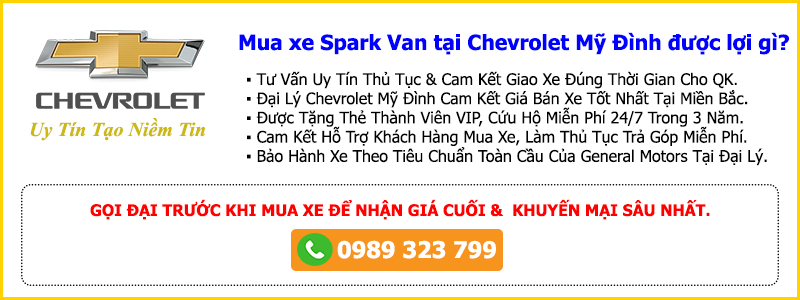 Mua xe Spark Van tại Chevrolet Mỹ Đình được lợi gì?
▪ Tư Vấn Uy Tín Thủ Tục & Cam Kết Giao Xe Đúng Thời Gian Cho QK.
▪ Đại Lý Chevrolet Mỹ Đình Cam Kết Giá Bán Xe Tốt Nhất Tại Miền Bắc.
▪ Được Tặng Thẻ Thành Viên VIP, Cứu Hộ Miễn Phí 24/7 Trong 3 Năm.
▪ Cam Kết Hỗ Trợ Khách Hàng Mua Xe, Làm Thủ Tục Trả Góp Miễn Phí.
▪ Bảo Hành Xe Theo Tiêu Chuẩn Toàn Cầu Của General Motors Tại Đại Lý.
CHEVROLET
Uy Tín Tạo Niềm Tin
GỌI ĐẠI TRƯỚC KHI MUA XE ĐỂ NHẬN GIÁ CUỐI & KHUYẾN MẠI SÂU NHẤT.
0989 323 799